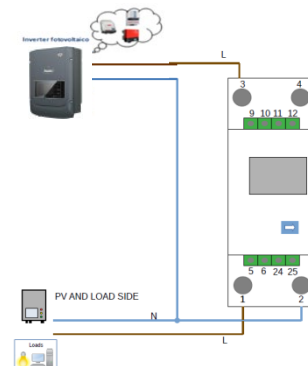 Inverter fotovoltaico
L
3 4
9 10 11 12
5 6 24 25
PV AND LOAD SIDE
1 2
N
L
Loads